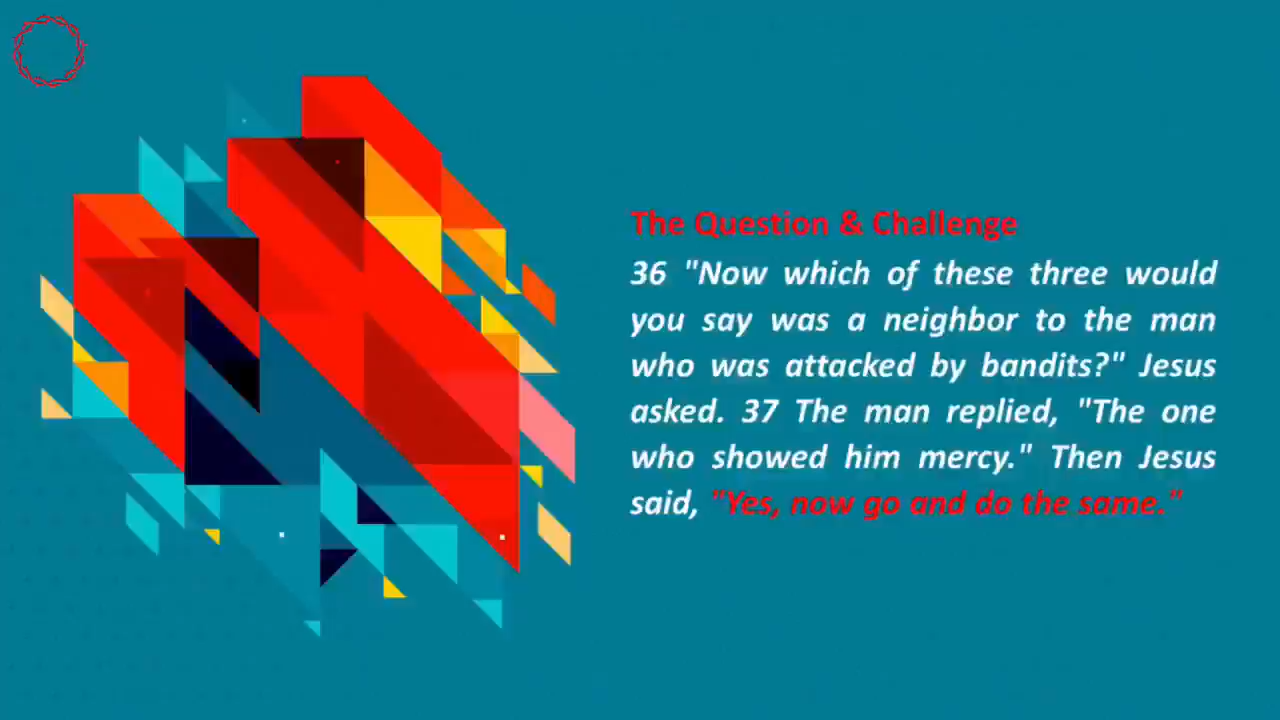 The Question & Challenge
36 "Now which of these three would
you say was a neighbor to the man
who was attacked by bandits?" Jesus
asked. 37 The man replied, "The one
who showed him mercy." Then Jesus
said, "Yes, now go and do the same."